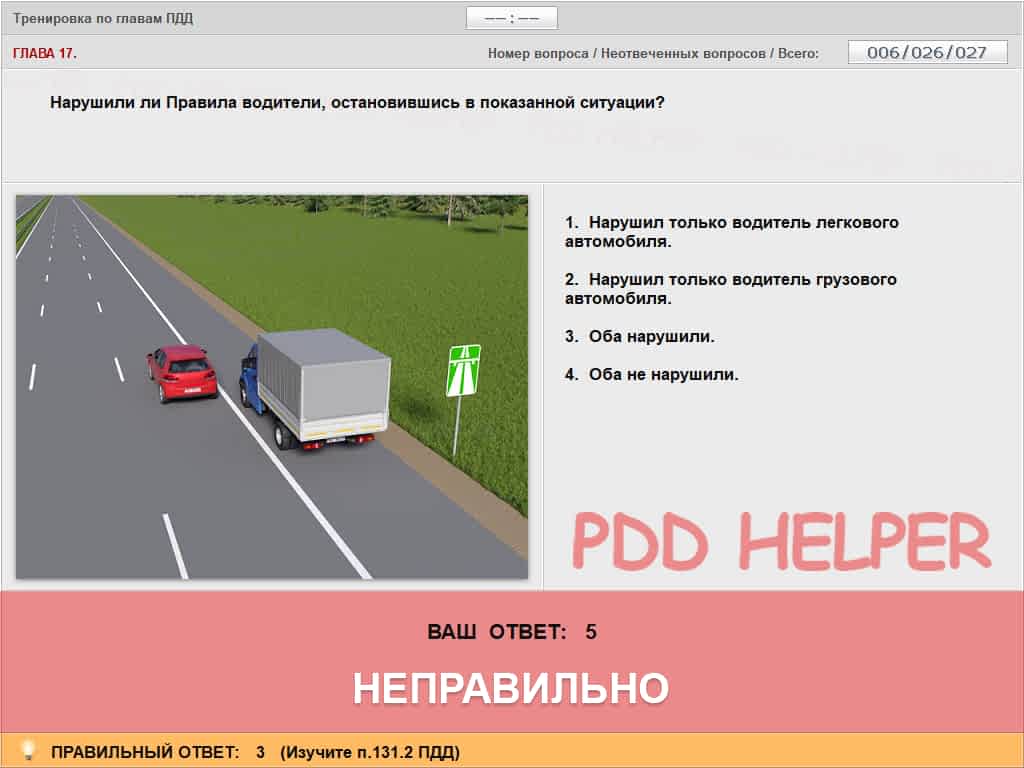 Тренировка по главам ПДД
—— : ——
ГЛАВА 17.
Номер вопроса / Неотвеченных вопросов / Всего:
006/026/027
Нарушили ли Правила водители, остановившись в показанной ситуации?
1. Нарушил только водитель легкового
автомобиля.
2. Нарушил только водитель грузового
автомобиля.
3. Оба нарушили.
4. Оба не нарушили.
PDD HELPER
ВАШ ОТВЕТ: 5
НЕПРАВИЛЬНО
ПРАВИЛЬНЫЙ ОТВЕТ: 3 (Изучите п.131.2 ПДД)